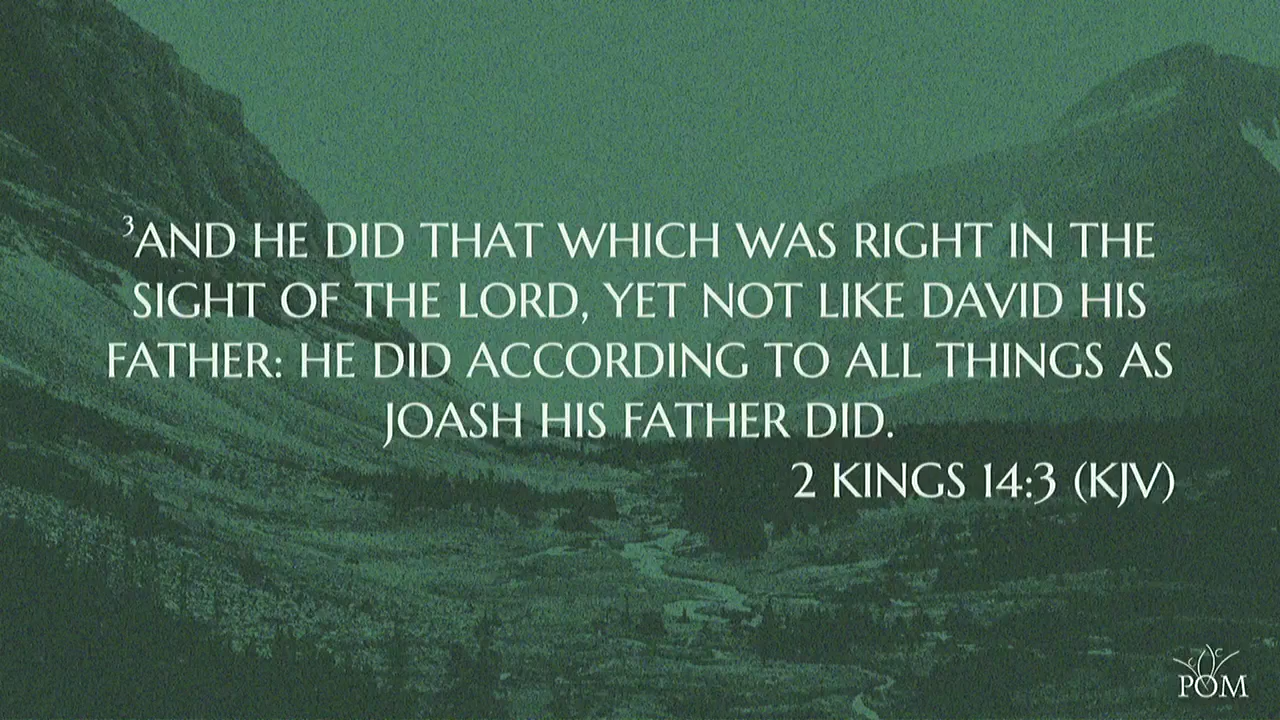 ³AND HE DID THAT WHICH WAS RIGHT IN THE
SIGHT OF THE LORD, YET NOT LIKE DAVID HIS
FATHER: HE DID ACCORDING TO ALL THINGS AS
JOASH HIS FATHER DID.
2 KINGS 14:3 (KJV)
POM